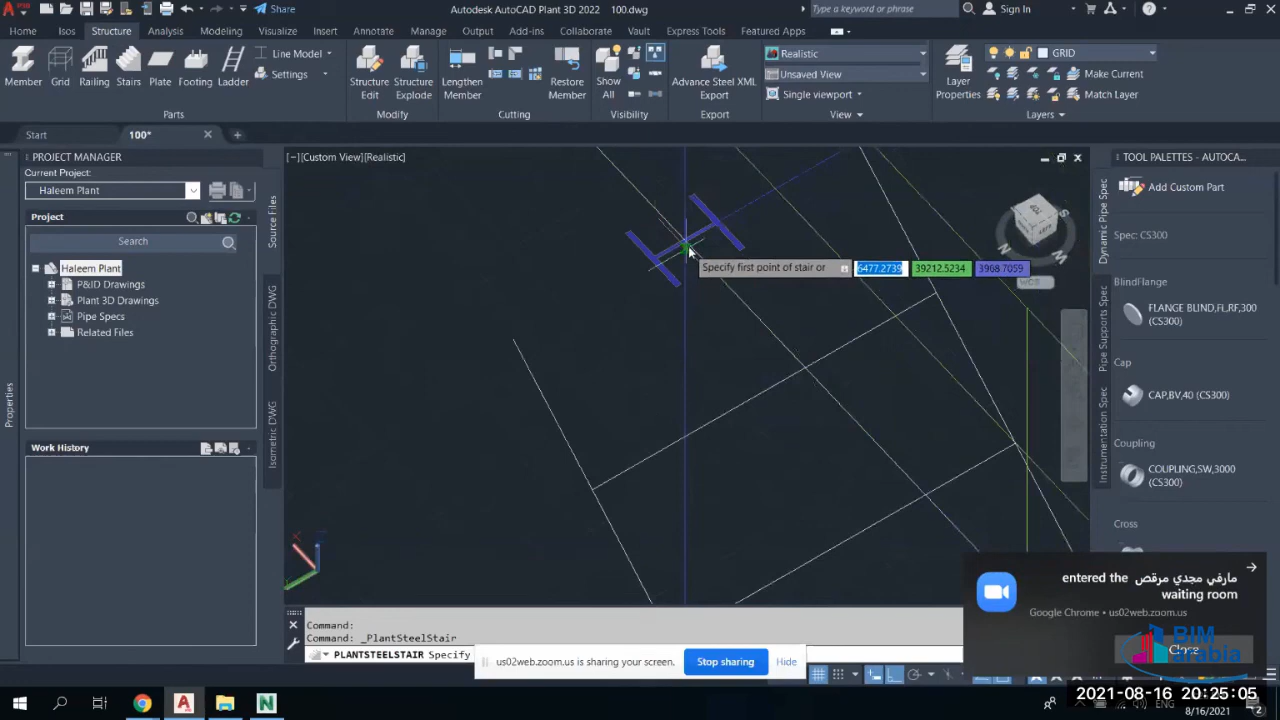 Share
Autodesk AutoCAD Plant 3D 2022 100.dwg
Type a keyword or phrase
Sign In
Home
Isos
Structure
Analysis
Modeling
Visualize
Insert
Annotate
Manage
Output
Add-ins
Collaborate
Vault
Express Tools
Featured Apps
Member
Grid
Railing
Stairs
Plate
Footing
Ladder
Line Model
Settings
Structure Edit
Structure Explode
Lengthen Member
Restore Member
Show All
Advance Steel XML Export
Realistic
Unsaved View
Single viewport
Layer Properties
GRID
Make Current
Match Layer
Parts
Modify
Cutting
Visibility
Export
View
Layers
Start
100*
PROJECT MANAGER
Current Project:
Haleem Plant
Project
Search
Haleem Plant
P&ID Drawings
Plant 3D Drawings
Pipe Specs
Related Files
Work History
Source Files
Orthographic DWG
Isometric DWG
Properties
[−][Custom View][Realistic]
Specify first point of stair or
6477.2739
39212.5234
3968.7059
TOP
N
S
Command:
Command: _PlantSteelStair
PLANTSTEELSTAIR Specify
us02web.zoom.us is sharing your screen.
Stop sharing
Hide
TOOL PALETTES - AUTOCA...
Dynamic Pipe Spec
Pipe Supports Spec
Instrumentation Spec
Add Custom Part
Spec: CS300
BlindFlange
FLANGE BLIND,FL,RF,300
(CS300)
Cap
CAP,BV,40 (CS300)
Coupling
COUPLING,SW,3000
(CS300)
Cross
entered the مارفي مجدي مرقص
waiting room
Google Chrome • us02web.zoom.us
Close
BIM
arabia
2021-08-16 20:25:05
ENG
8/16/2021